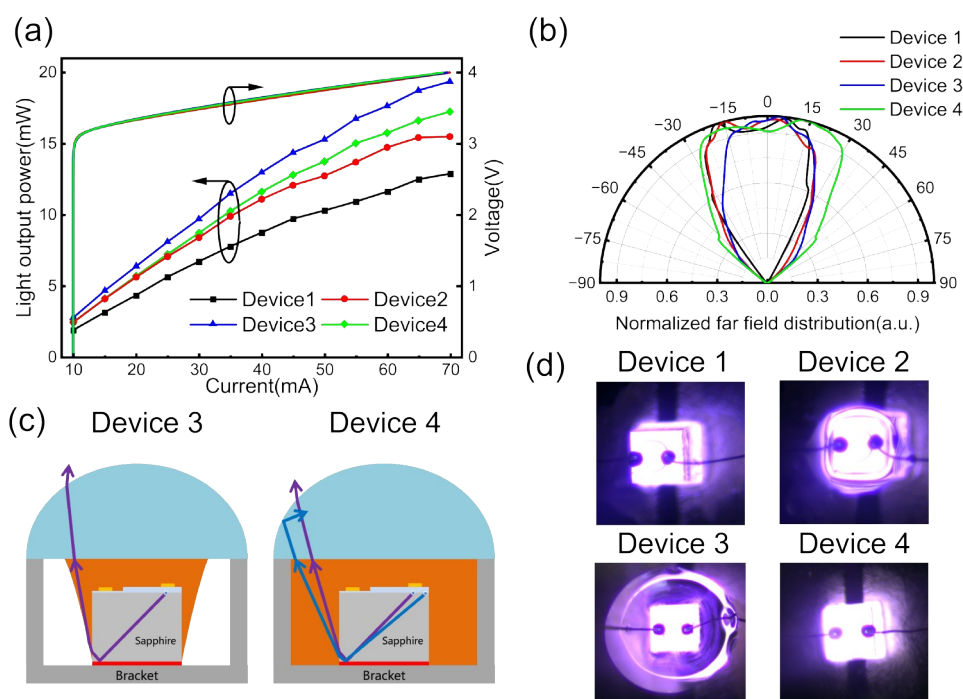 (a)
Light output power(mW)
20
16
12
8
4
0
4
3
2
1
0
Voltage(V)
Device1
Device2
Device3
Device4
10 20 30 40 50 60 70
Current(mA)
(b)
Device 1
Device 2
Device 3
Device 4
−90 −75 −60 −45 −30 −15 0 15 30 45 60 75 90
0.9 0.6 0.3 0.0 0.3 0.6 0.9
Normalized far field distribution(a.u.)
(c)
Device 3
Device 4
Sapphire
Sapphire
Bracket
Bracket
(d)
Device 1
Device 2
Device 3
Device 4